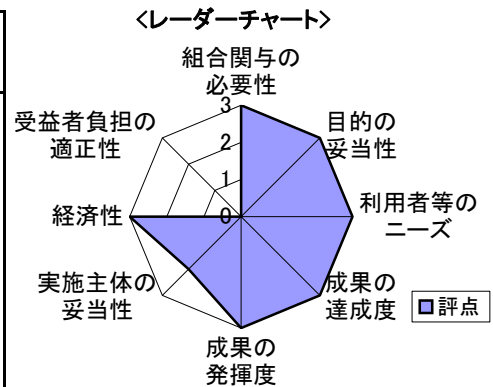 <レーダーチャート>
組合関与の
必要性
目的の
妥当性
利用者等の
ニーズ
成果の
達成度
成果の
発揮度
実施主体の
妥当性
経済性
受益者負担の
適正性
3
2
1
0
評点